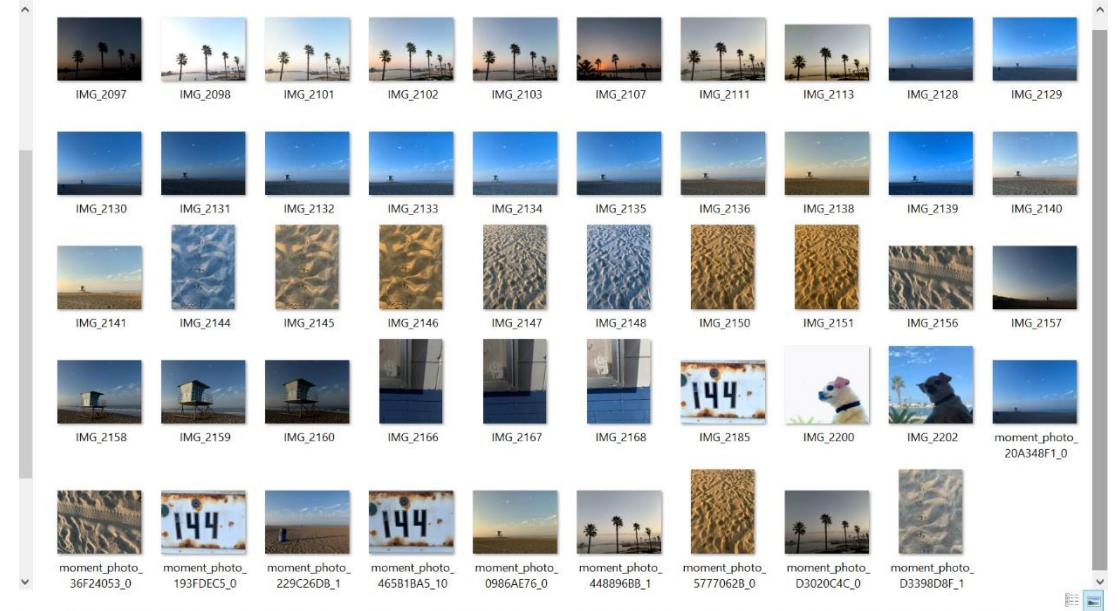 IMG_2097 IMG_2098 IMG_2101 IMG_2102 IMG_2103 IMG_2107 IMG_2111 IMG_2113 IMG_2128 IMG_2129
IMG_2130 IMG_2131 IMG_2132 IMG_2133 IMG_2134 IMG_2135 IMG_2136 IMG_2138 IMG_2139 IMG_2140
IMG_2141 IMG_2144 IMG_2145 IMG_2146 IMG_2147 IMG_2148 IMG_2150 IMG_2151 IMG_2156 IMG_2157
144
IMG_2158 IMG_2159 IMG_2160 IMG_2166 IMG_2167 IMG_2168 IMG_2185 IMG_2200 IMG_2202 moment_photo_
20A348F1_0
144 144
moment_photo_ moment_photo_ moment_photo_ moment_photo_ moment_photo_ moment_photo_ moment_photo_ moment_photo_ moment_photo_
36F24053_0 193FDEC5_0 229C26DB_1 465B1BA5_10 0986AE76_0 448896BB_1 5777062B_0 D3020C4C_0 D3398D8F_1